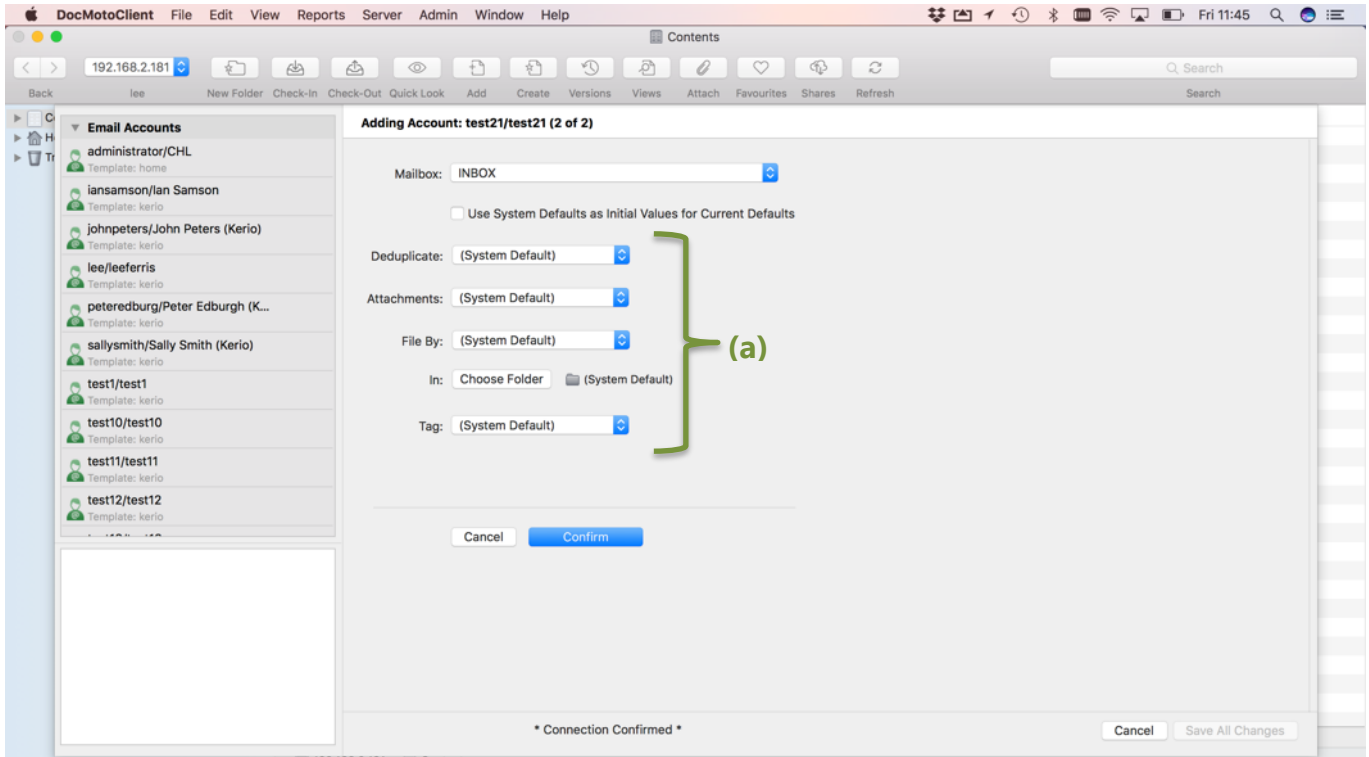 DocMotoClient File Edit View Reports Server Admin Window Help Fri 11:45
Contents
192.168.2.181 Search
Back lee New Folder Check-In Check-Out Quick Look Add Create Versions Views Attach Favourites Shares Refresh Search
Email Accounts
administrator/CHL
Template: home
iansamson/Ian Samson
Template: kerio
johnpeters/John Peters (Kerio)
Template: kerio
lee/leeferris
Template: kerio
peteredburg/Peter Edburgh (K...
Template: kerio
sallysmith/Sally Smith (Kerio)
Template: kerio
test1/test1
Template: kerio
test10/test10
Template: kerio
test11/test11
Template: kerio
test12/test12
Template: kerio
Adding Account: test21/test21 (2 of 2)
Mailbox: INBOX
Use System Defaults as Initial Values for Current Defaults
Deduplicate: (System Default)
Attachments: (System Default)
File By: (System Default)
In: Choose Folder (System Default)
Tag: (System Default)
(a)
Cancel Confirm
* Connection Confirmed *
Cancel Save All Changes